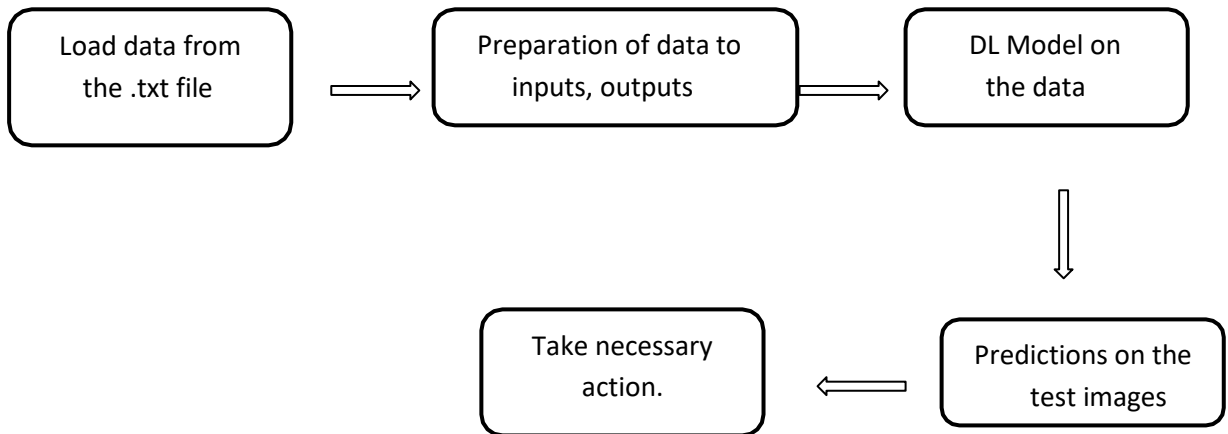 Load data from
the .txt file
Preparation of data to
inputs, outputs
DL Model on
the data
Predictions on the
test images
Take necessary
action.